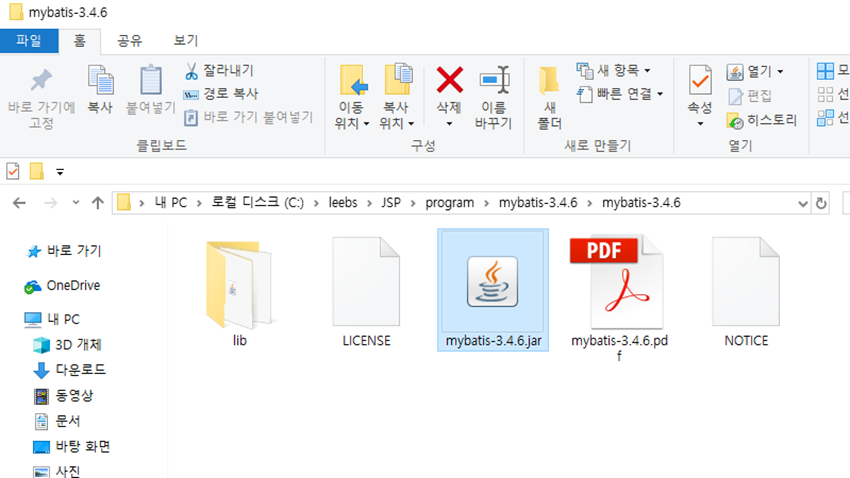 mybatis-3.4.6
파일 홈 공유 보기
바로 가기에 고정
복사
붙여넣기
잘라내기
경로 복사
바로 가기 붙여넣기
클립보드
이동 위치
복사 위치
삭제
이름 바꾸기
구성
새 폴더
새 항목
빠른 연결
새로 만들기
속성
열기
편집
히스토리
열기
모
선
선
내 PC > 로컬 디스크 (C:) > leebs > JSP > program > mybatis-3.4.6 > mybatis-3.4.6
바로 가기
OneDrive
내 PC
3D 개체
다운로드
동영상
문서
바탕 화면
사진
lib
LICENSE
mybatis-3.4.6.jar
PDF
mybatis-3.4.6.pd
f
NOTICE